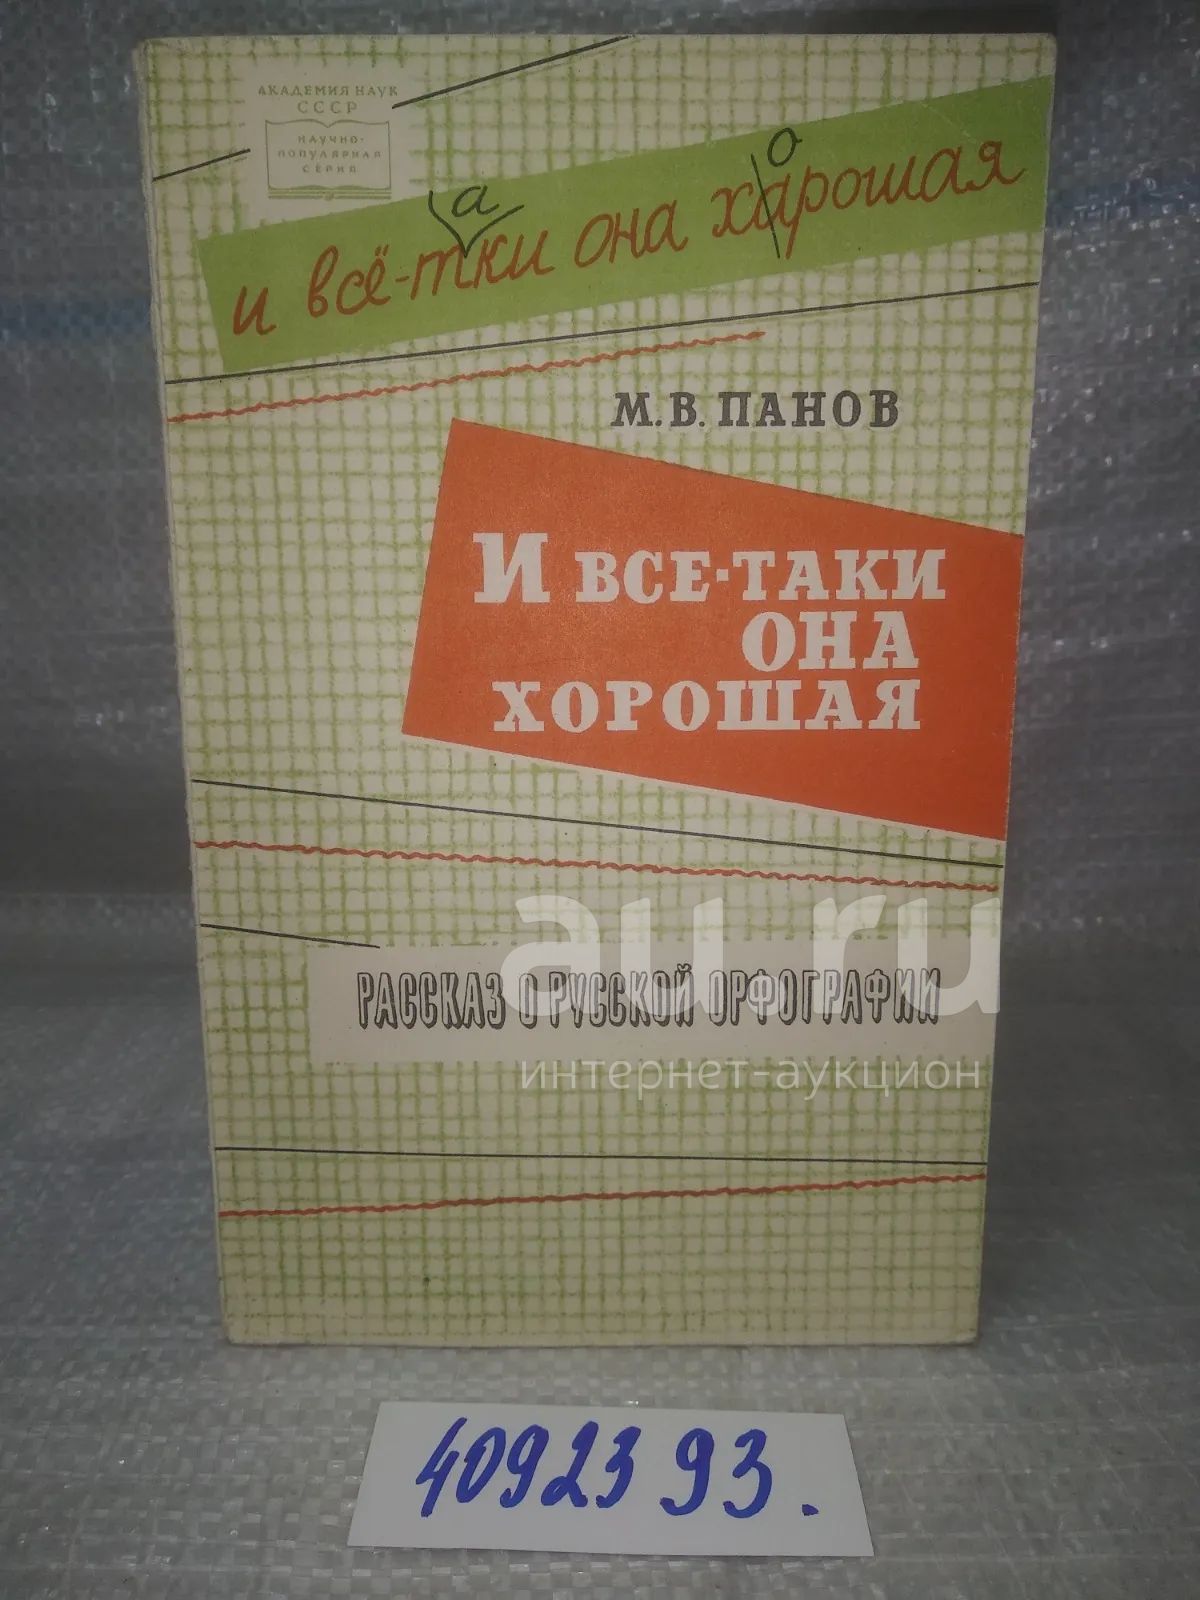 АКАДЕМИЯ НАУК
СССР
НАУЧНО-
ПОПУЛЯРНАЯ
СЕРИЯ
а о
и всё-тки она харошая
М. В. ПАНОВ
И ВСЕ-ТАКИ
ОНА
ХОРОШАЯ
au.ru
РАССКАЗ О РУССКОЙ ОРФОГРАФИИ
интернет-аукцион
4092393.